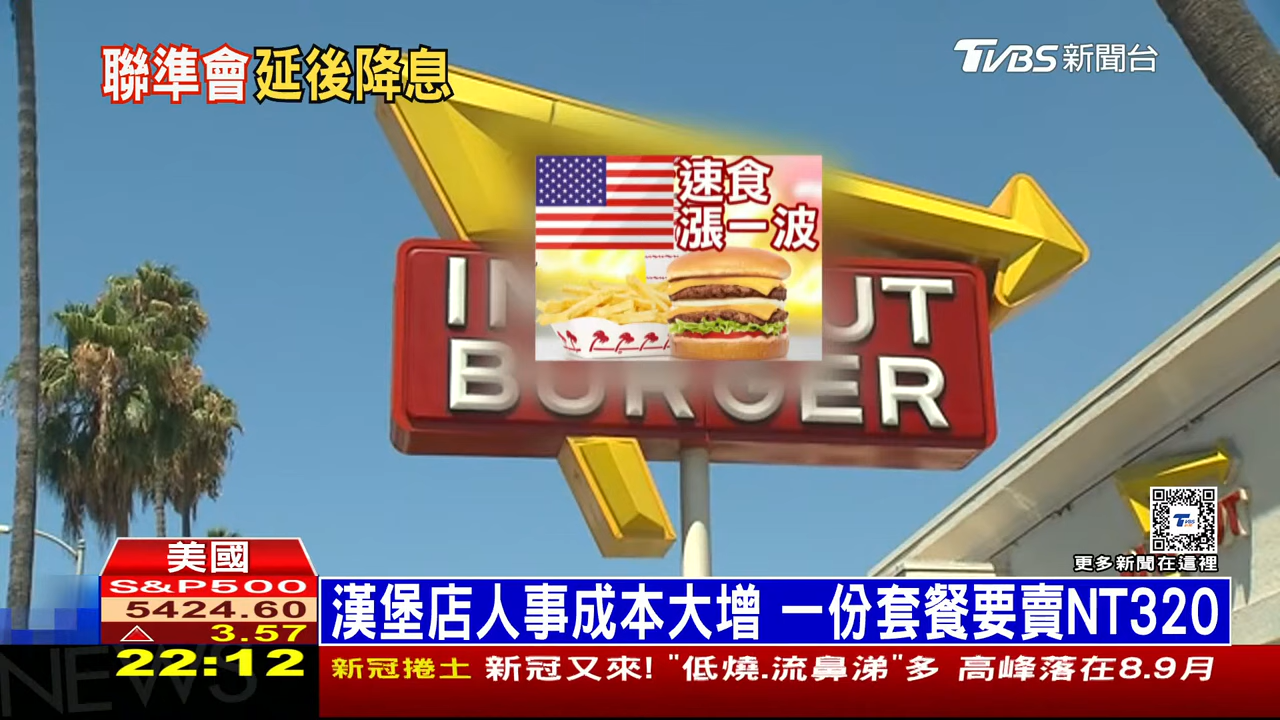 聯準會延後降息
TVBS新聞台
速食
漲一波
IN UT
BURGER
TVBS
更多新聞在這裡
美國
S&P500
5424.60
3.57
22:12
漢堡店人事成本大增 一份套餐要賣NT320
新冠捲土 新冠又來! "低燒.流鼻涕"多 高峰落在8.9月
NEWS